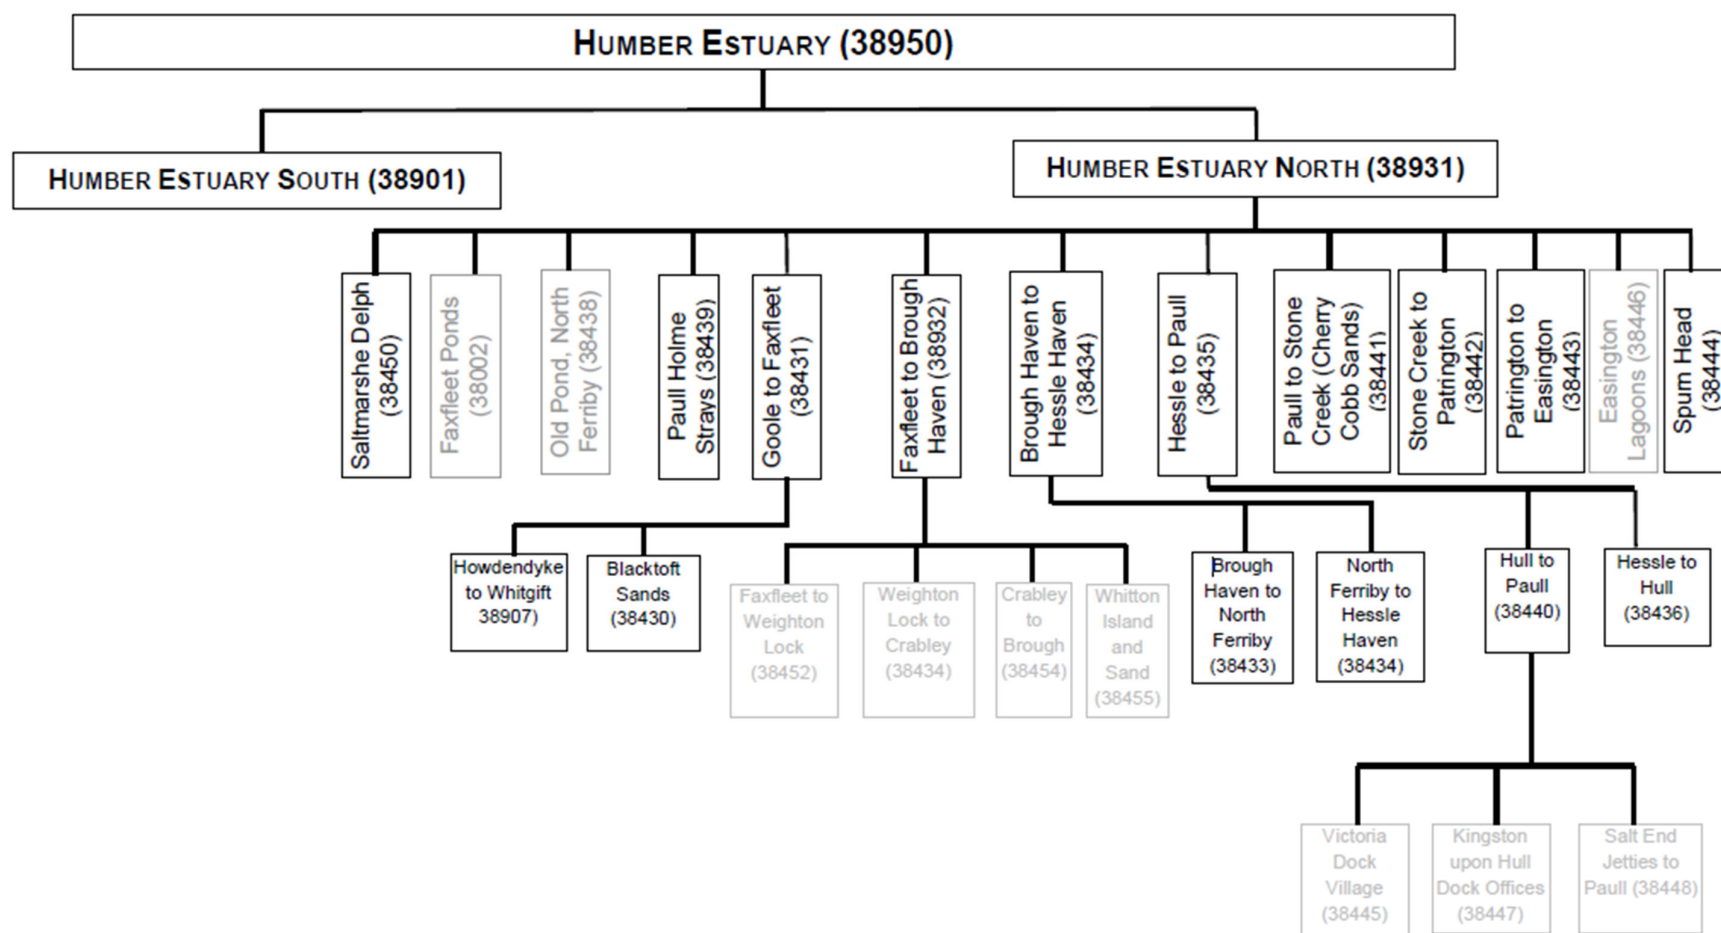 HUMBER ESTUARY (38950)
HUMBER ESTUARY SOUTH (38901)
HUMBER ESTUARY NORTH (38931)
Saltmarshe Delph
(38450)
Faxfleet Ponds
(38002)
Old Pond, North
Ferriby (38438)
Paull Holme
Strays (38439)
Goole to Faxfleet
(38431)
Faxfleet to Brough
Haven (38932)
Brough Haven to
Hessle Haven
(38434)
Hessle to Paull
(38435)
Paull to Stone
Creek (Cherry
Cobb Sands)
(38441)
Stone Creek to
Patrington
(38442)
Patrington to
Easington
(38443)
Easington
Lagoons (38446)
Spurn Head
(38444)
Howdendyke
to Whitgift
38907)
Blacktoft
Sands
(38430)
Faxfleet to
Weighton
Lock
(38452)
Weighton
Lock to
Crabley
(38434)
Crabley
to
Brough
(38454)
Whitton
Island
and
Sand
(38455)
Brough
Haven to
North
Ferriby
(38433)
North
Ferriby to
Hessle
Haven
(38434)
Hull to
Paull
(38440)
Hessle to
Hull
(38436)
Victoria
Dock
Village
(38445)
Kingston
upon Hull
Dock Offices
(38447)
Salt End
Jetties to
Paull (38448)